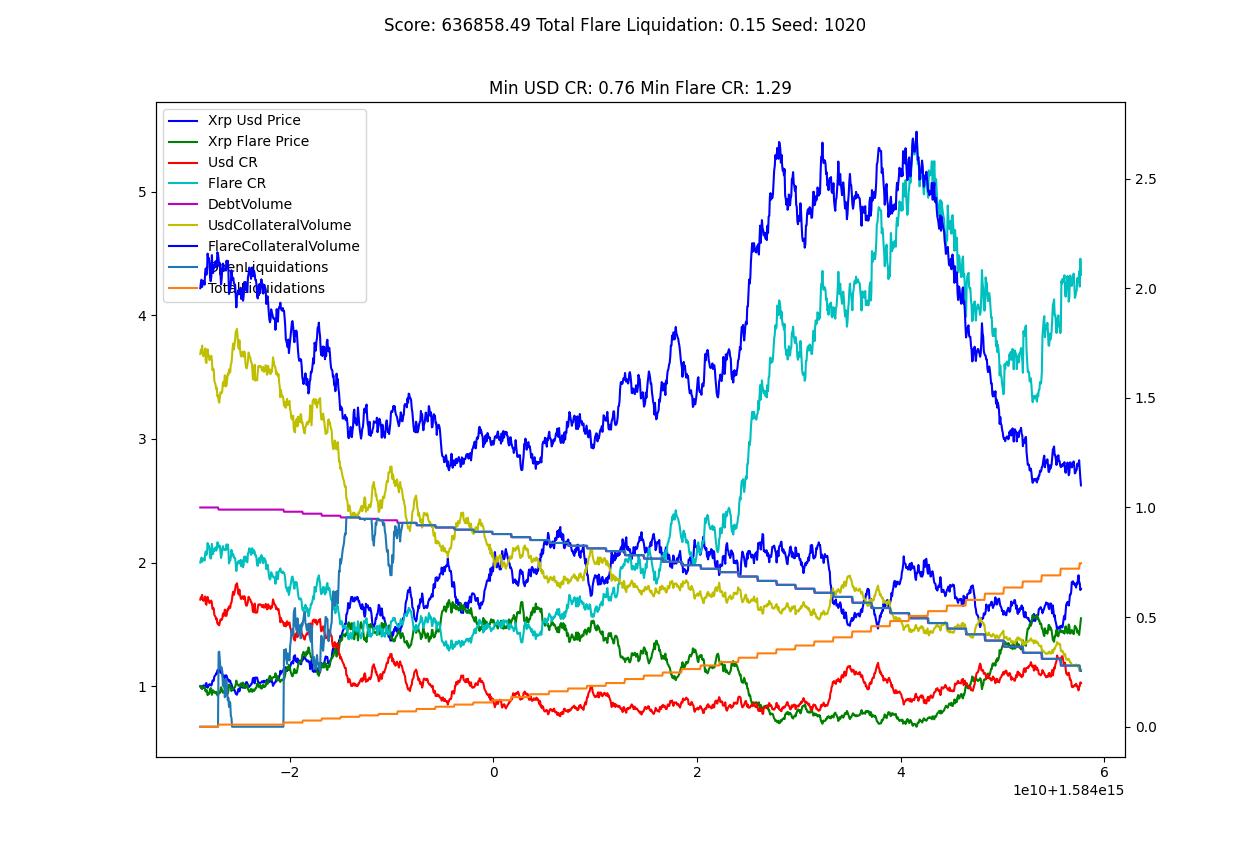 Score: 636858.49 Total Flare Liquidation: 0.15 Seed: 1020
Min USD CR: 0.76 Min Flare CR: 1.29
Xrp Usd Price
Xrp Flare Price
Usd CR
Flare CR
DebtVolume
UsdCollateralVolume
FlareCollateralVolume
OpenLiquidations
TotalLiquidations
5
4
3
2
1
2.5
2.0
1.5
1.0
0.5
0.0
−2 0 2 4 6
1e10+1.584e15